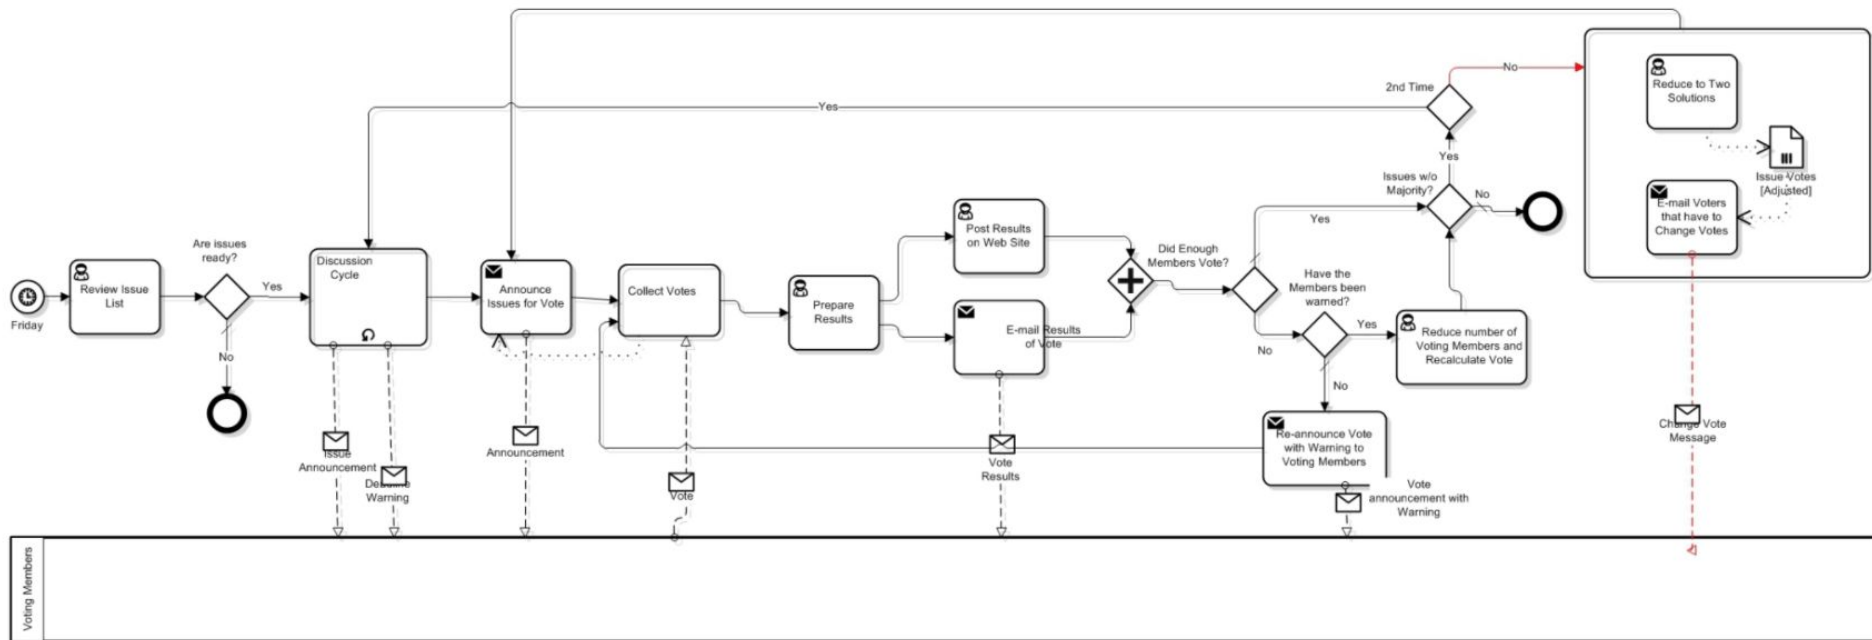 No
2nd Time
Reduce to Two
Solutions
Yes
Yes
Issue Votes
[Adjusted]
Issues w/o
Majority?
No
E-mail Voters
that have to
Change Votes
Yes
Post Results
on Web Site
Did Enough
Members Vote?
Are issues
ready?
Discussion
Cycle
Have the
Members been
warned?
Yes
Review Issue
List
Announce
Issues for Vote
Collect Votes
Prepare
Results
E-mail Results
of Vote
Friday
Yes
Reduce number of
Voting Members and
Recalculate Vote
No
No
No
Re-announce Vote
with Warning to
Voting Members
Change Vote
Message
Issue
Announcement
Announcement
Vote
Results
Deadline
Warning
Vote
Vote
announcement with
Warning
Voting Members